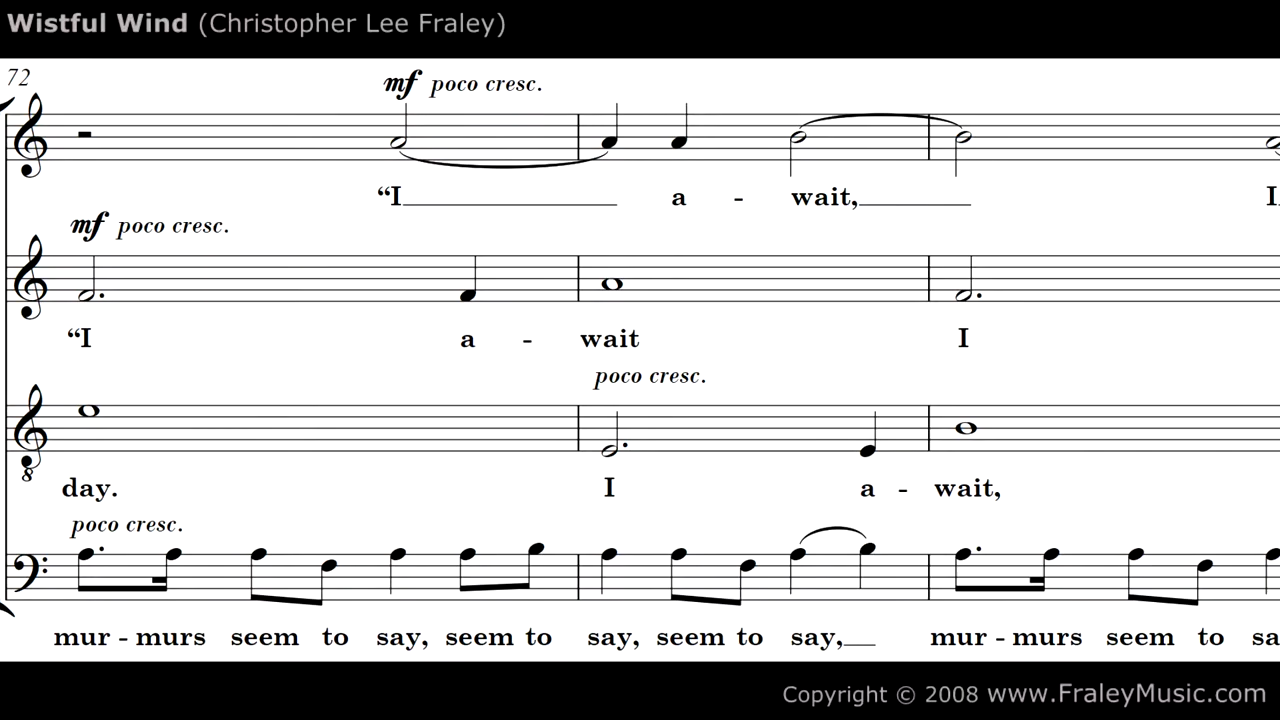 Wistful Wind (Christopher Lee Fraley)
72
mf poco cresc.
“I a - wait, I
mf poco cresc.
“I a - wait I
poco cresc.
8
day. I a - wait,
poco cresc.
mur - murs seem to say, seem to say, seem to say, mur - murs seem to sa
Copyright © 2008 www.FraleyMusic.com